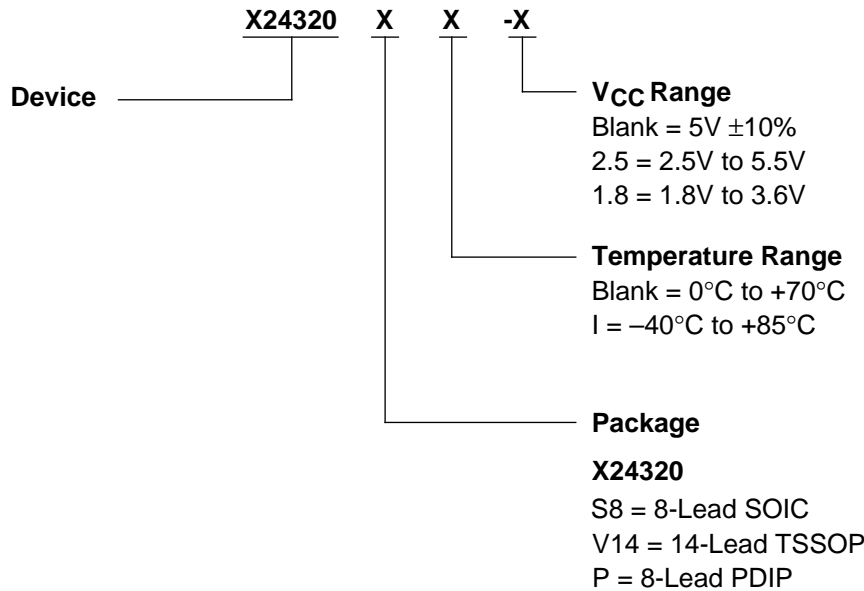 X24320 X X -X
Device
VCC Range
Blank = 5V ±10%
2.5 = 2.5V to 5.5V
1.8 = 1.8V to 3.6V
Temperature Range
Blank = 0°C to +70°C
I = –40°C to +85°C
Package
X24320
S8 = 8-Lead SOIC
V14 = 14-Lead TSSOP
P = 8-Lead PDIP